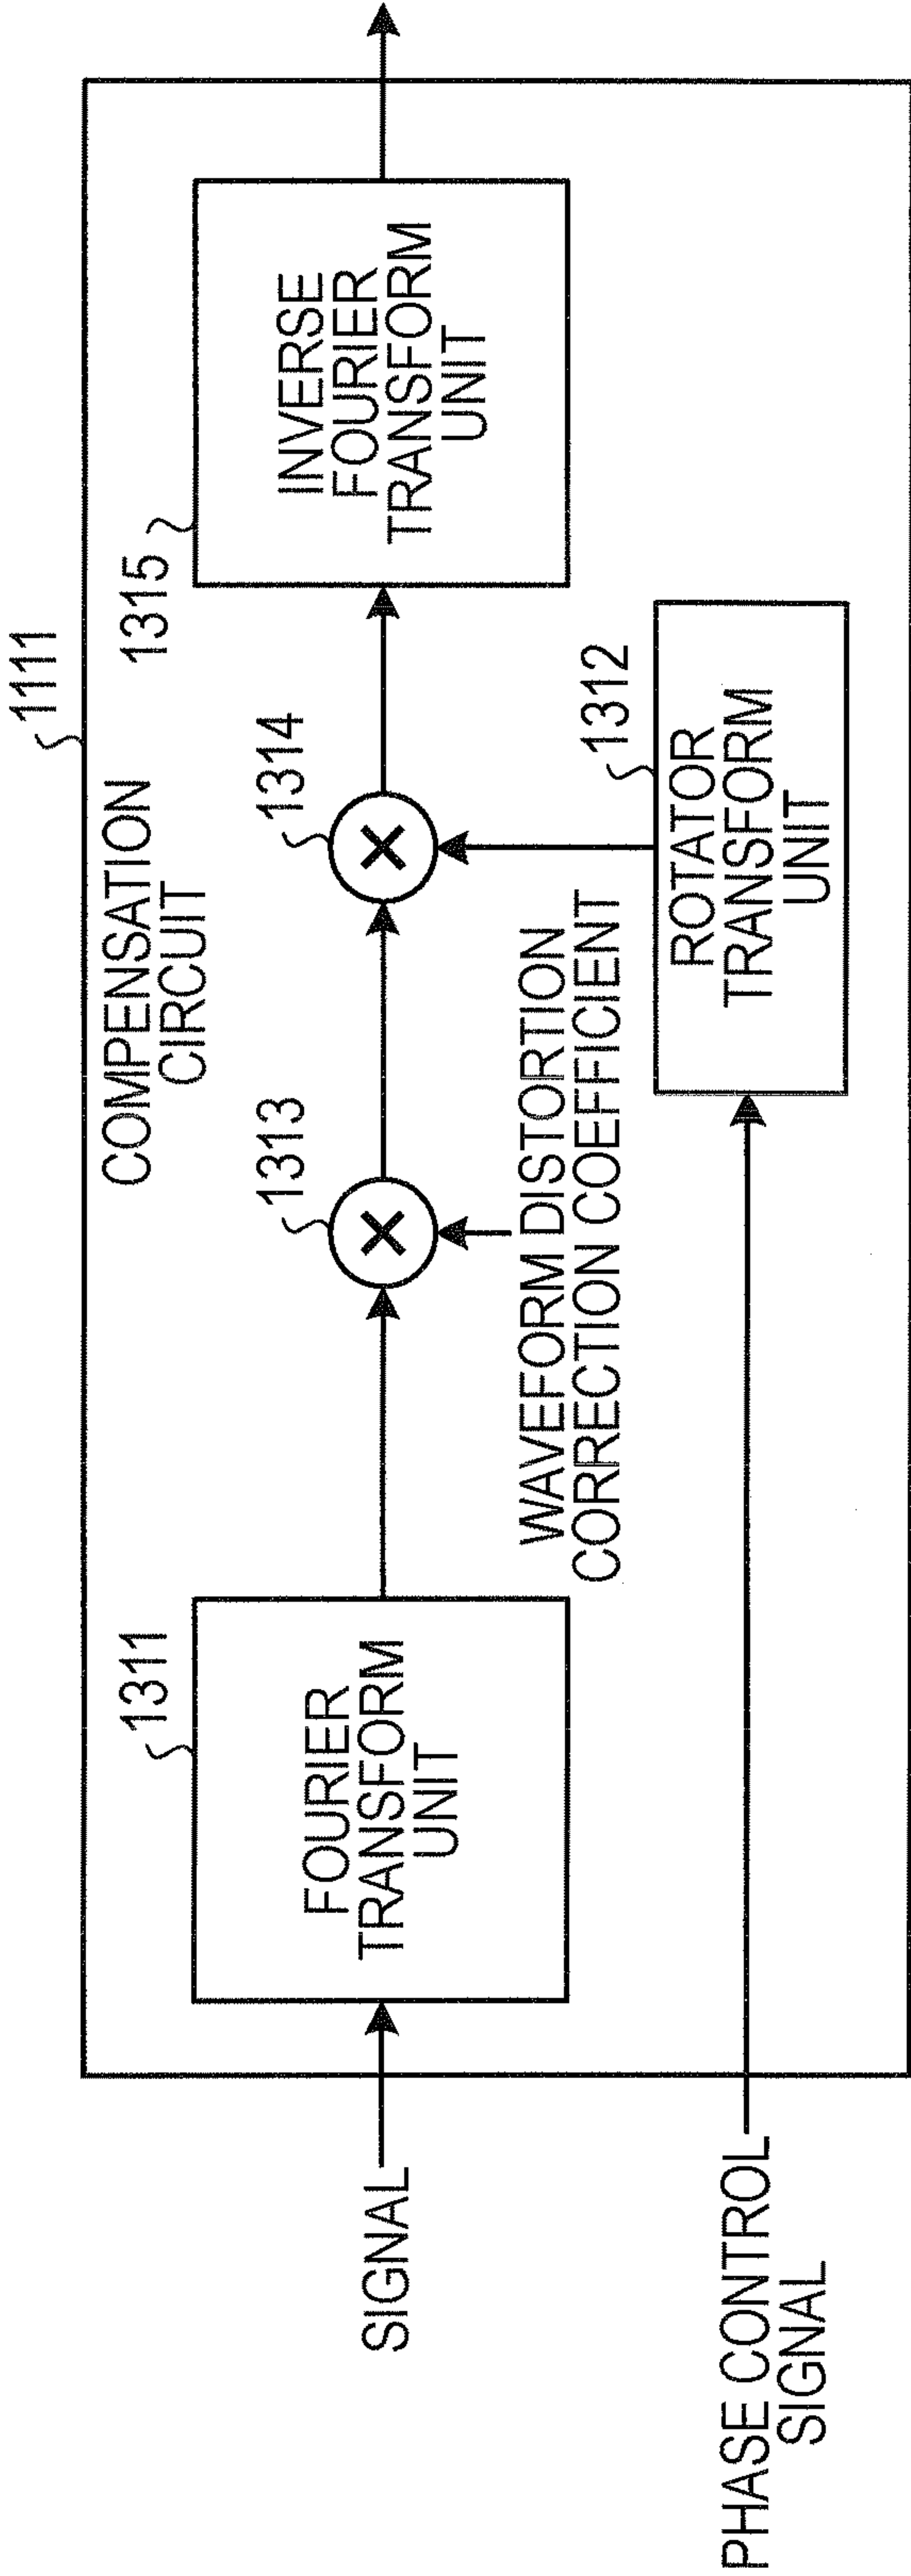 1111
COMPENSATION
CIRCUIT
1311
FOURIER
TRANSFORM
UNIT
1313
1314
1315
INVERSE
FOURIER
TRANSFORM
UNIT
SIGNAL
WAVEFORM DISTORTION
CORRECTION COEFFICIENT
1312
ROTATOR
TRANSFORM
UNIT
PHASE CONTROL
SIGNAL